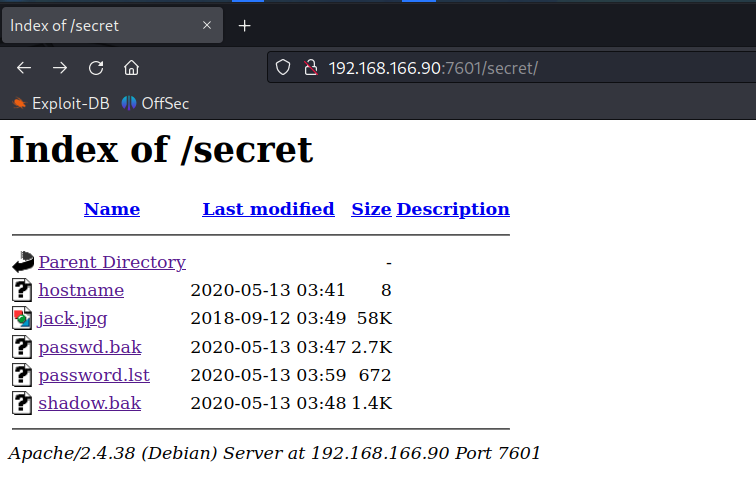 Index of /secret
192.168.166.90:7601/secret/
Exploit-DB OffSec
Index of /secret
Name Last modified Size Description
Parent Directory -
hostname 2020-05-13 03:41 8
jack.jpg 2018-09-12 03:49 58K
passwd.bak 2020-05-13 03:47 2.7K
password.lst 2020-05-13 03:59 672
shadow.bak 2020-05-13 03:48 1.4K
Apache/2.4.38 (Debian) Server at 192.168.166.90 Port 7601